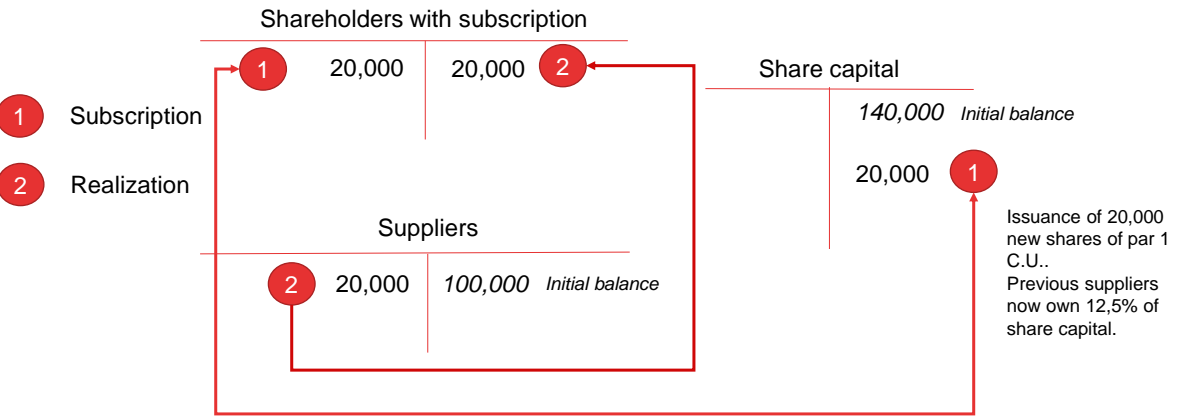 Shareholders with subscription
1 20,000 20,000 2
Share capital
1 Subscription
140,000 Initial balance
2 Realization
20,000 1
Suppliers
Issuance of 20,000
new shares of par 1
C.U..
Previous suppliers
now own 12,5% of
share capital.
2 20,000 100,000 Initial balance